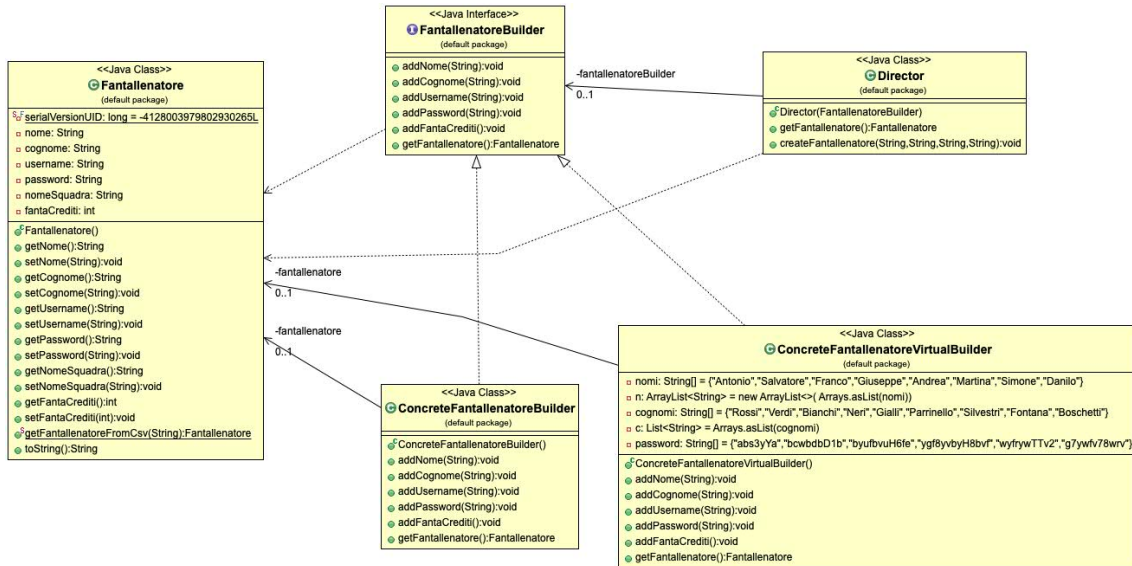 <<Java Interface>>
FantallenatoreBuilder
(default package)
addNome(String):void
addCognome(String):void
addUsername(String):void
addPassword(String):void
addFantaCrediti():void
getFantallenatore():Fantallenatore
-fantallenatoreBuilder
0..1
<<Java Class>>
Director
(default package)
Director(FantallenatoreBuilder)
getFantallenatore():Fantallenatore
createFantallenatore(String,String,String,String):void
<<Java Class>>
Fantallenatore
(default package)
serialVersionUID: long = -4128003979802930265L
nome: String
cognome: String
username: String
password: String
nomeSquadra: String
fantaCrediti: int
Fantallenatore()
getNome():String
setNome(String):void
getCognome():String
setCognome(String):void
getUsername():String
setUsername(String):void
getPassword():String
setPassword(String):void
getNomeSquadra():String
setNomeSquadra(String):void
getFantaCrediti():int
setFantaCrediti(int):void
getFantallenatoreFromCsv(String):Fantallenatore
toString():String
-fantallenatore
0..1
-fantallenatore
0..1
<<Java Class>>
ConcreteFantallenatoreBuilder
(default package)
ConcreteFantallenatoreBuilder()
addNome(String):void
addCognome(String):void
addUsername(String):void
addPassword(String):void
addFantaCrediti():void
getFantallenatore():Fantallenatore
<<Java Class>>
ConcreteFantallenatoreVirtualBuilder
(default package)
nomi: String[] = {"Antonio","Salvatore","Franco","Giuseppe","Andrea","Martina","Simone","Danilo"}
n: ArrayList<String> = new ArrayList<>( Arrays.asList(nomi))
cognomi: String[] = {"Rossi","Verdi","Bianchi","Neri","Gialli","Parrinello","Silvestri","Fontana","Boschetti"}
c: List<String> = Arrays.asList(cognomi)
password: String[] = {"abs3yYa","bcwbdbD1b","byufbvuH6fe","ygf8yvbyH8bvf","wyfrywTTv2","g7ywfv78wrv"}
ConcreteFantallenatoreVirtualBuilder()
addNome(String):void
addCognome(String):void
addUsername(String):void
addPassword(String):void
addFantaCrediti():void
getFantallenatore():Fantallenatore